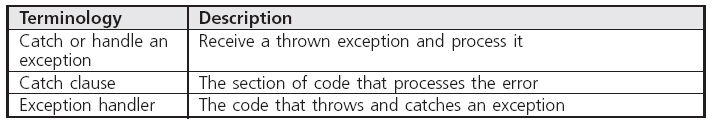 Terminology Description
Catch or handle an Receive a thrown exception and process it
exception
Catch clause The section of code that processes the error
Exception handler The code that throws and catches an exception